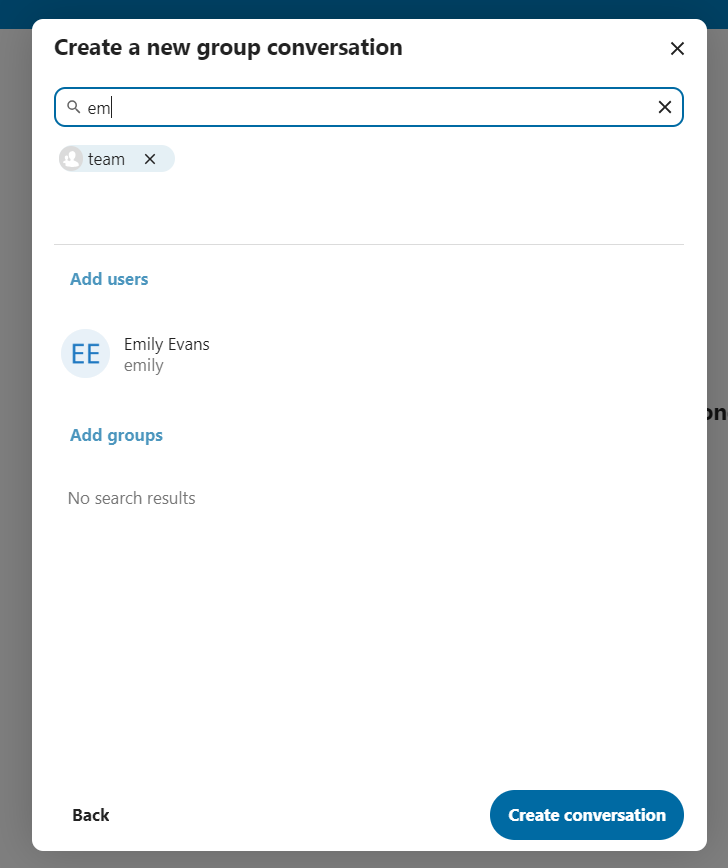 Create a new group conversation
em
team
Add users
EE
Emily Evans
emily
Add groups
No search results
Back
Create conversation
on